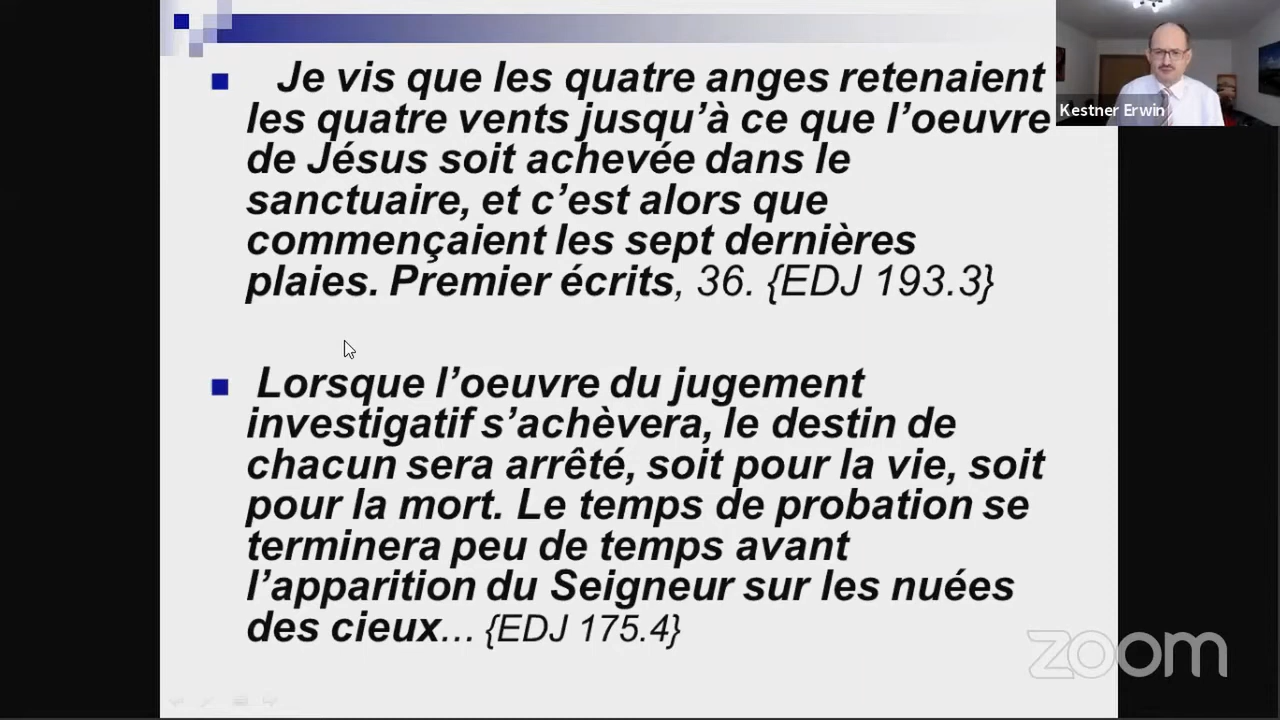 Je vis que les quatre anges retenaient
les quatre vents jusqu’à ce que l’oeuvre
de Jésus soit achevée dans le
sanctuaire, et c’est alors que
commençaient les sept dernières
plaies. Premier écrits, 36. {EDJ 193.3}
Lorsque l’oeuvre du jugement
investigatif s’achèvera, le destin de
chacun sera arrêté, soit pour la vie, soit
pour la mort. Le temps de probation se
terminera peu de temps avant
l’apparition du Seigneur sur les nuées
des cieux... {EDJ 175.4}
Kestner Erwin
zoom